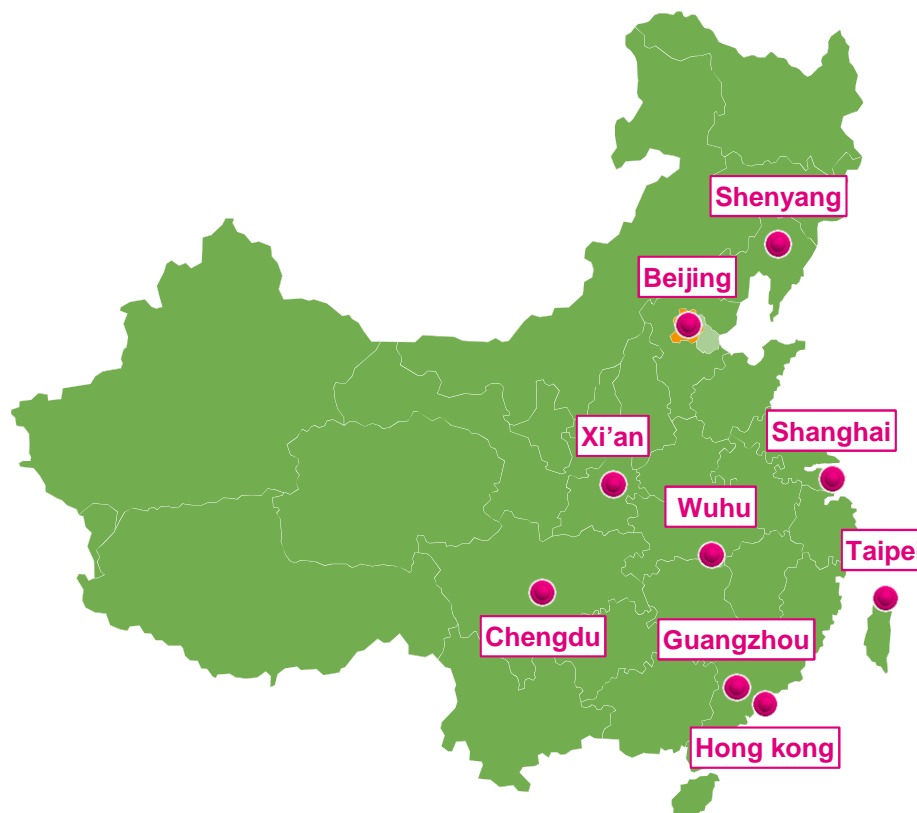 Shenyang
Beijing
Xi’an
Shanghai
Wuhu
Taipe
Chengdu
Guangzhou
Hong kong